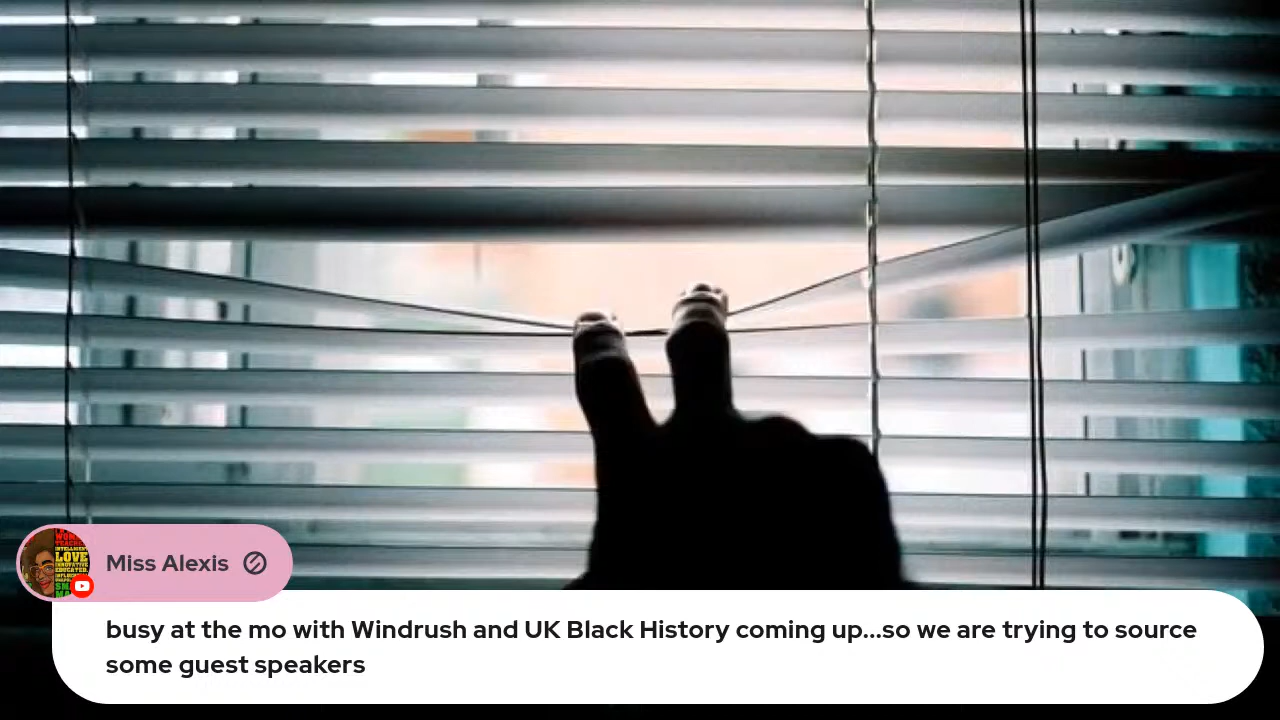 Miss Alexis
busy at the mo with Windrush and UK Black History coming up...so we are trying to source
some guest speakers